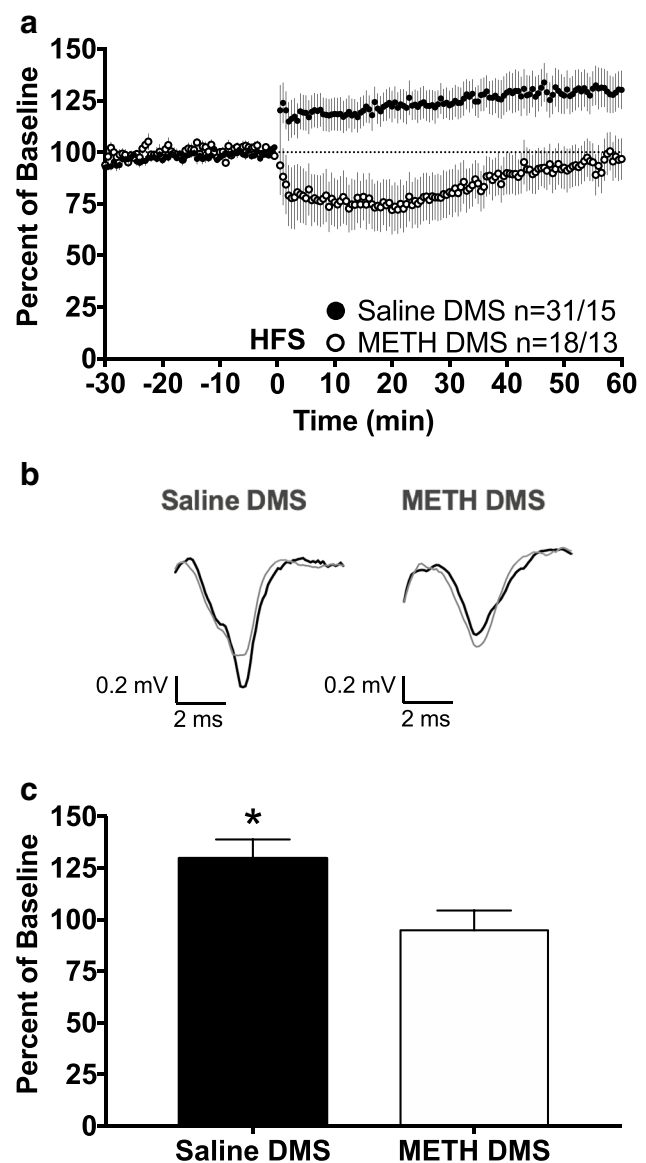 a
150
125
100
75
50
25
0
Percent of Baseline
Saline DMS n=31/15
HFS
METH DMS n=18/13
-30 -20 -10 0 10 20 30 40 50 60
Time (min)
b
Saline DMS METH DMS
0.2 mV 0.2 mV
2 ms 2 ms
c
150
125
100
75
50
25
0
Percent of Baseline
*
Saline DMS METH DMS